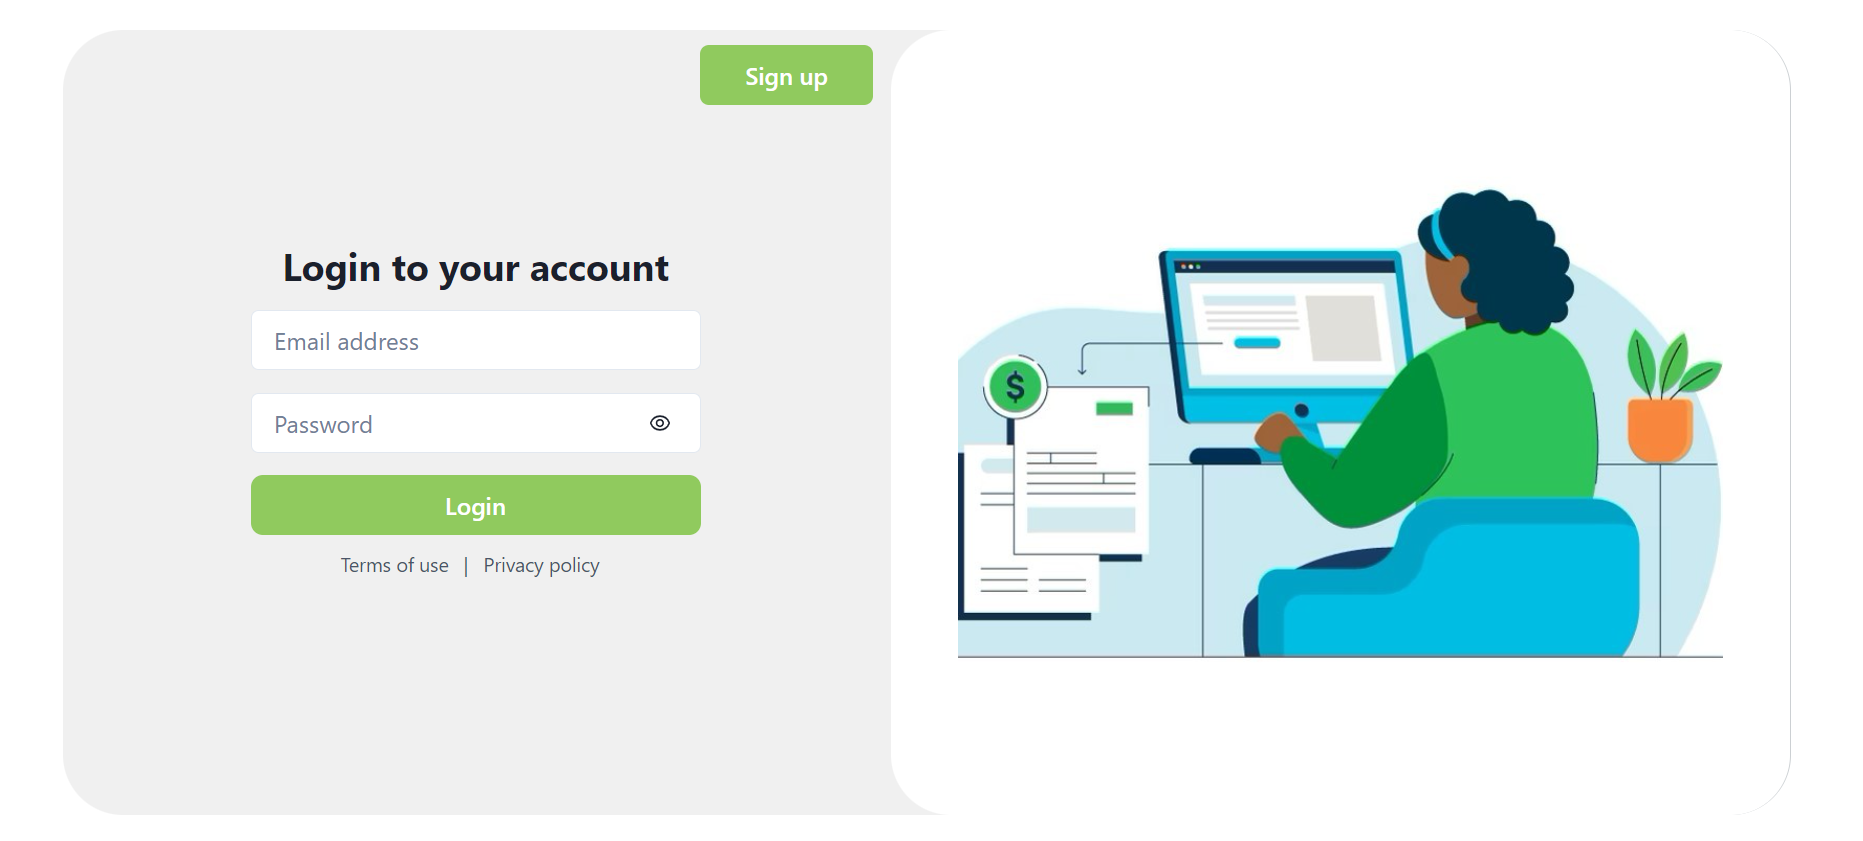 Sign up
Login to your account
Email address
Password
Login
Terms of use | Privacy policy
$